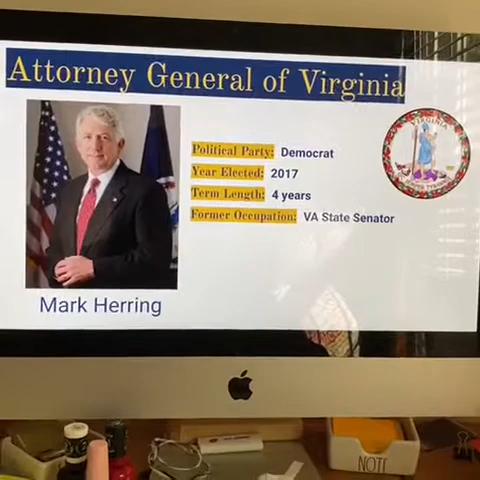 Attorney General of Virginia
VIRGINIA
Political Party: Democrat
Year Elected: 2017
Term Length: 4 years
Former Occupation: VA State Senator
Mark Herring
NOTE